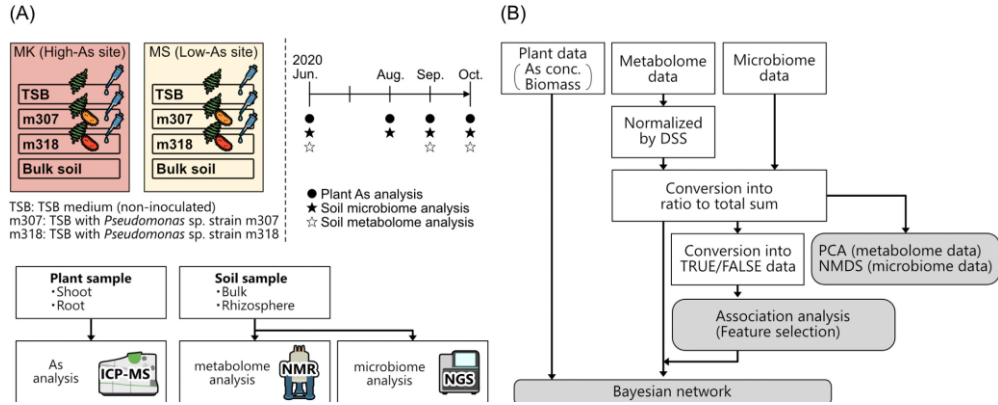 (A)
MK (High-As site)
TSB
m307
m318
Bulk soil
MS (Low-As site)
TSB
m307
m318
Bulk soil
2020
Jun.
Aug.
Sep.
Oct.
● Plant As analysis
★ Soil microbiome analysis
☆ Soil metabolome analysis
TSB: TSB medium (non-inoculated)
m307: TSB with Pseudomonas sp. strain m307
m318: TSB with Pseudomonas sp. strain m318
Plant sample
・Shoot
・Root
Soil sample
・Bulk
・Rhizosphere
As
analysis
ICP-MS
metabolome
analysis
NMR
microbiome
analysis
NGS
(B)
Plant data
(As conc.
Biomass)
Metabolome
data
Microbiome
data
Normalized
by DSS
Conversion into
ratio to total sum
Conversion into
TRUE/FALSE data
PCA (metabolome data)
NMDS (microbiome data)
Association analysis
(Feature selection)
Bayesian network